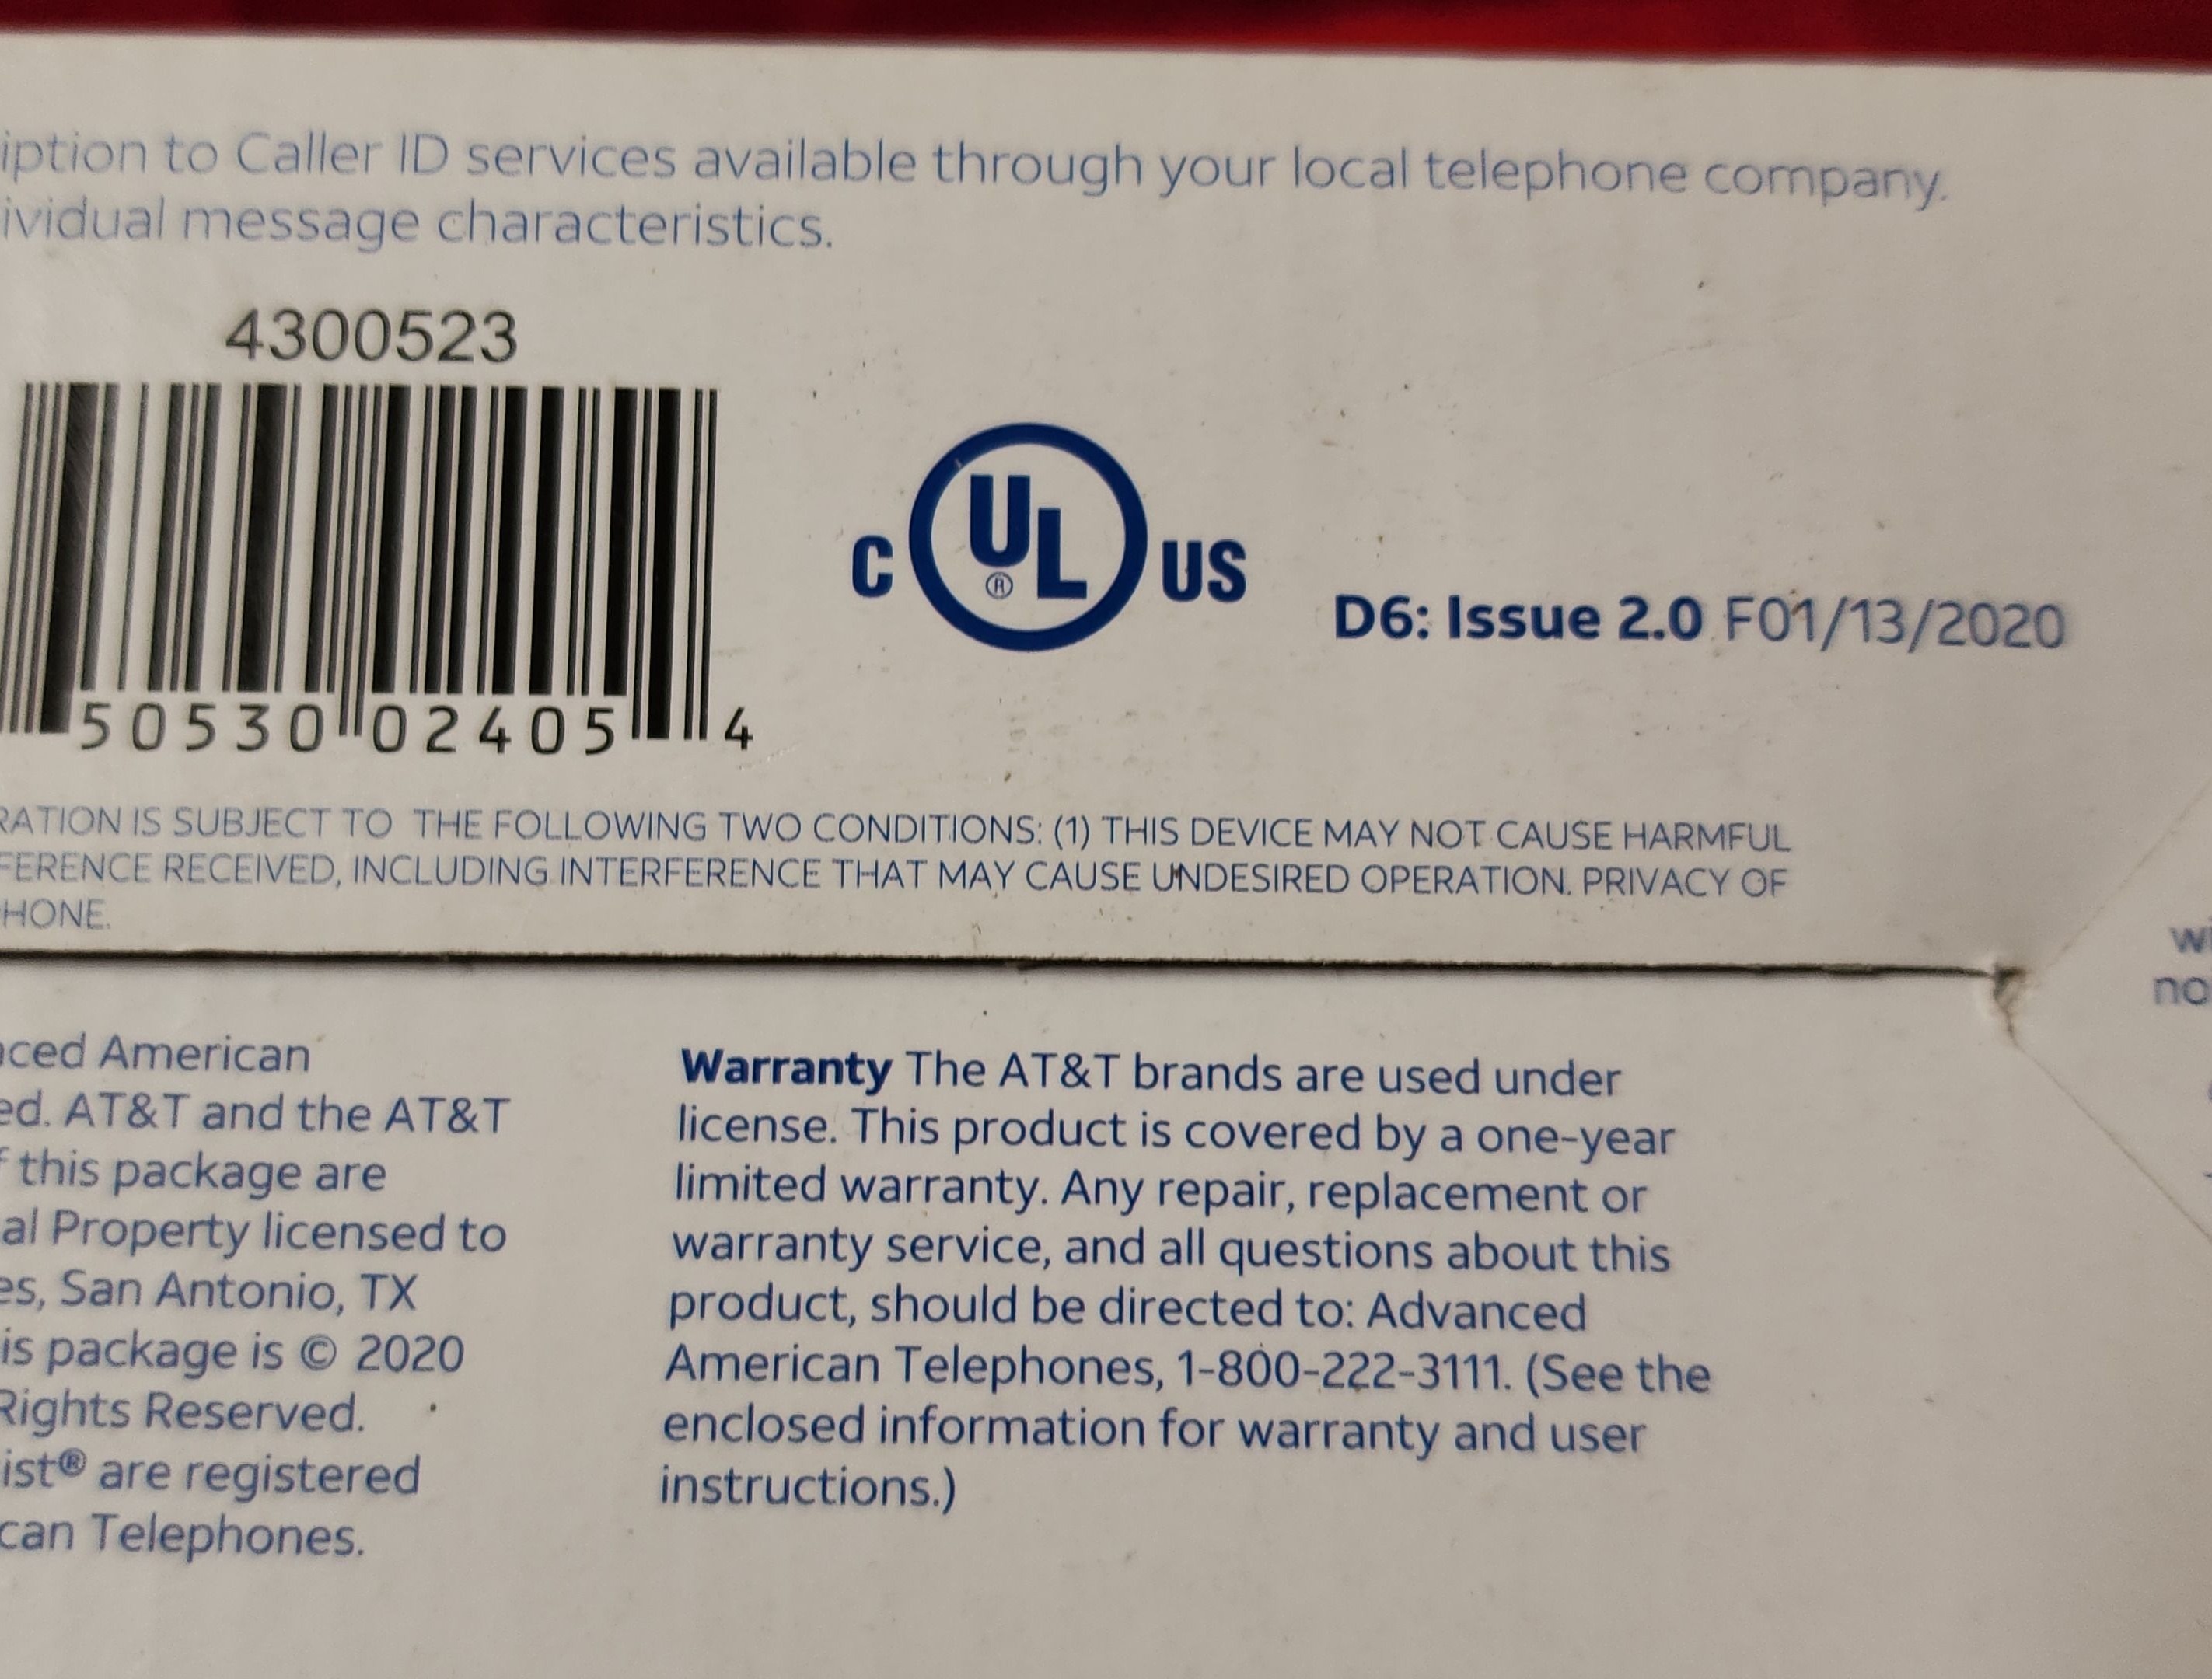 iption to Caller ID services available through your local telephone company.
ividual message characteristics.
4300523
50530 02405 4
C UL® US
D6: Issue 2.0 F01/13/2020
RATION IS SUBJECT TO THE FOLLOWING TWO CONDITIONS: (1) THIS DEVICE MAY NOT CAUSE HARMFUL
FERENCE RECEIVED, INCLUDING INTERFERENCE THAT MAY CAUSE UNDESIRED OPERATION. PRIVACY OF
HONE.
wi
no
nced American
ed. AT&T and the AT&T
f this package are
al Property licensed to
es, San Antonio, TX
is package is © 2020
Rights Reserved.
ist® are registered
can Telephones.
Warranty The AT&T brands are used under
license. This product is covered by a one-year
limited warranty. Any repair, replacement or
warranty service, and all questions about this
product, should be directed to: Advanced
American Telephones, 1-800-222-3111. (See the
enclosed information for warranty and user
instructions.)